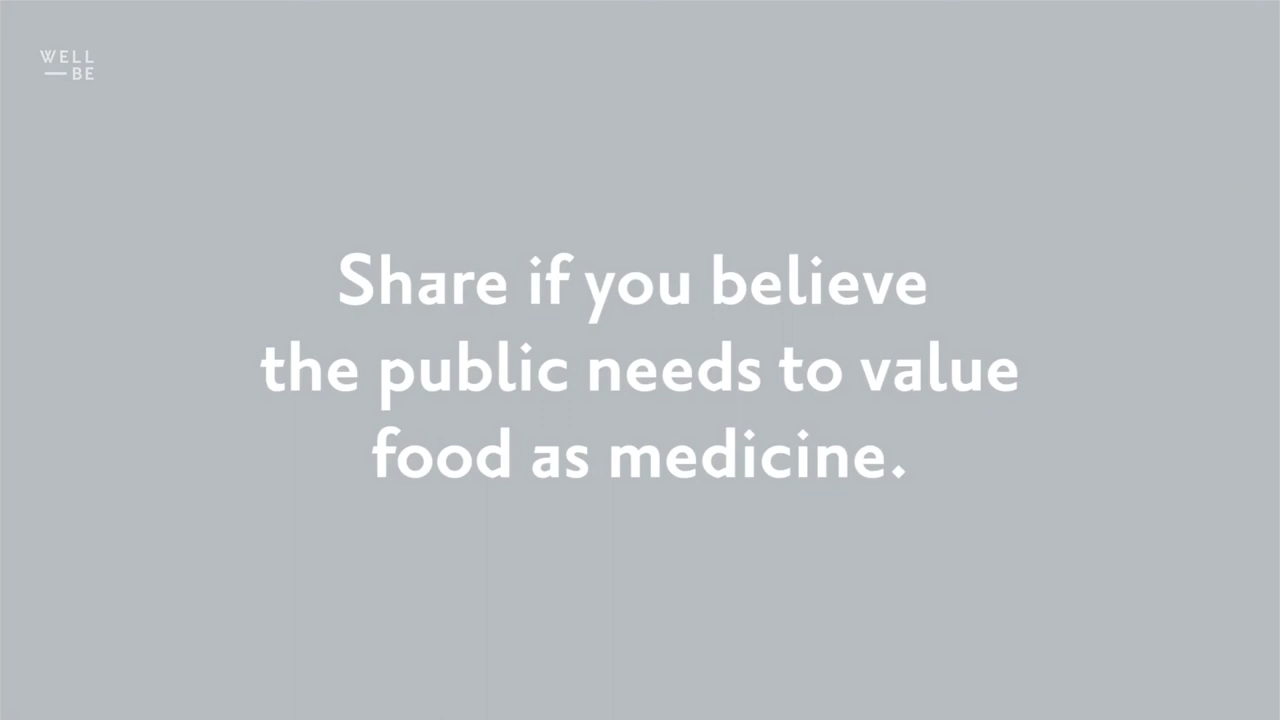 WELL
—BE
Share if you believe
the public needs to value
food as medicine.